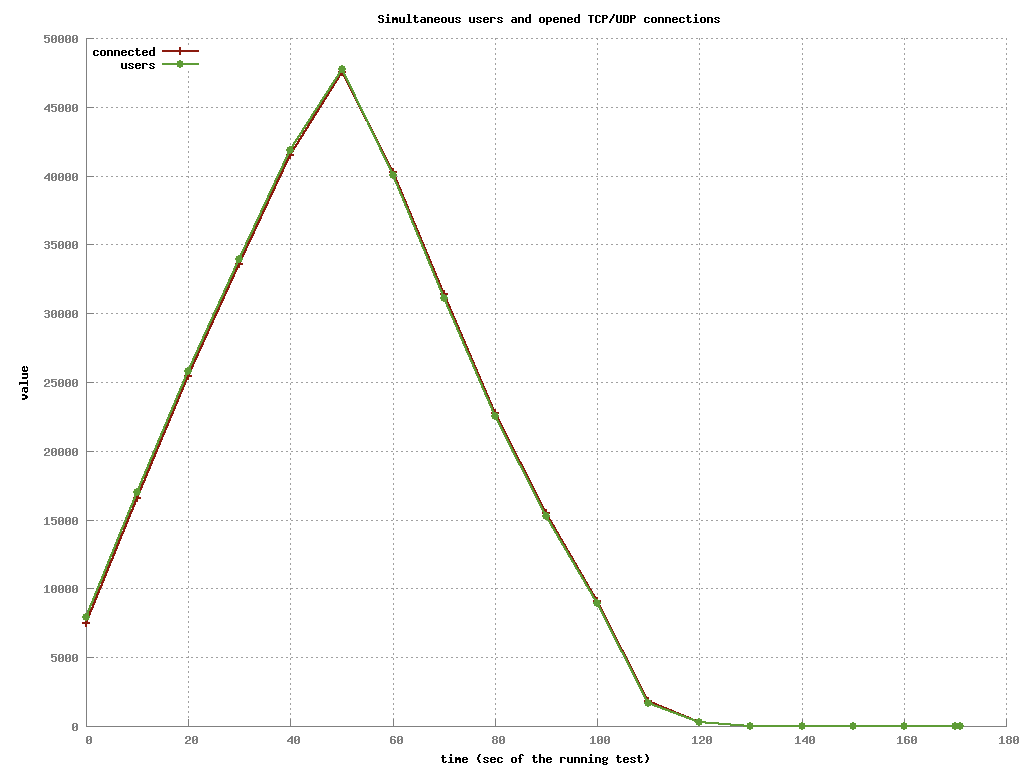 Simultaneous users and opened TCP/UDP connections
50000
connected
users
45000
40000
35000
30000
value
25000
20000
15000
10000
5000
0
0 20 40 60 80 100 120 140 160 180
time (sec of the running test)